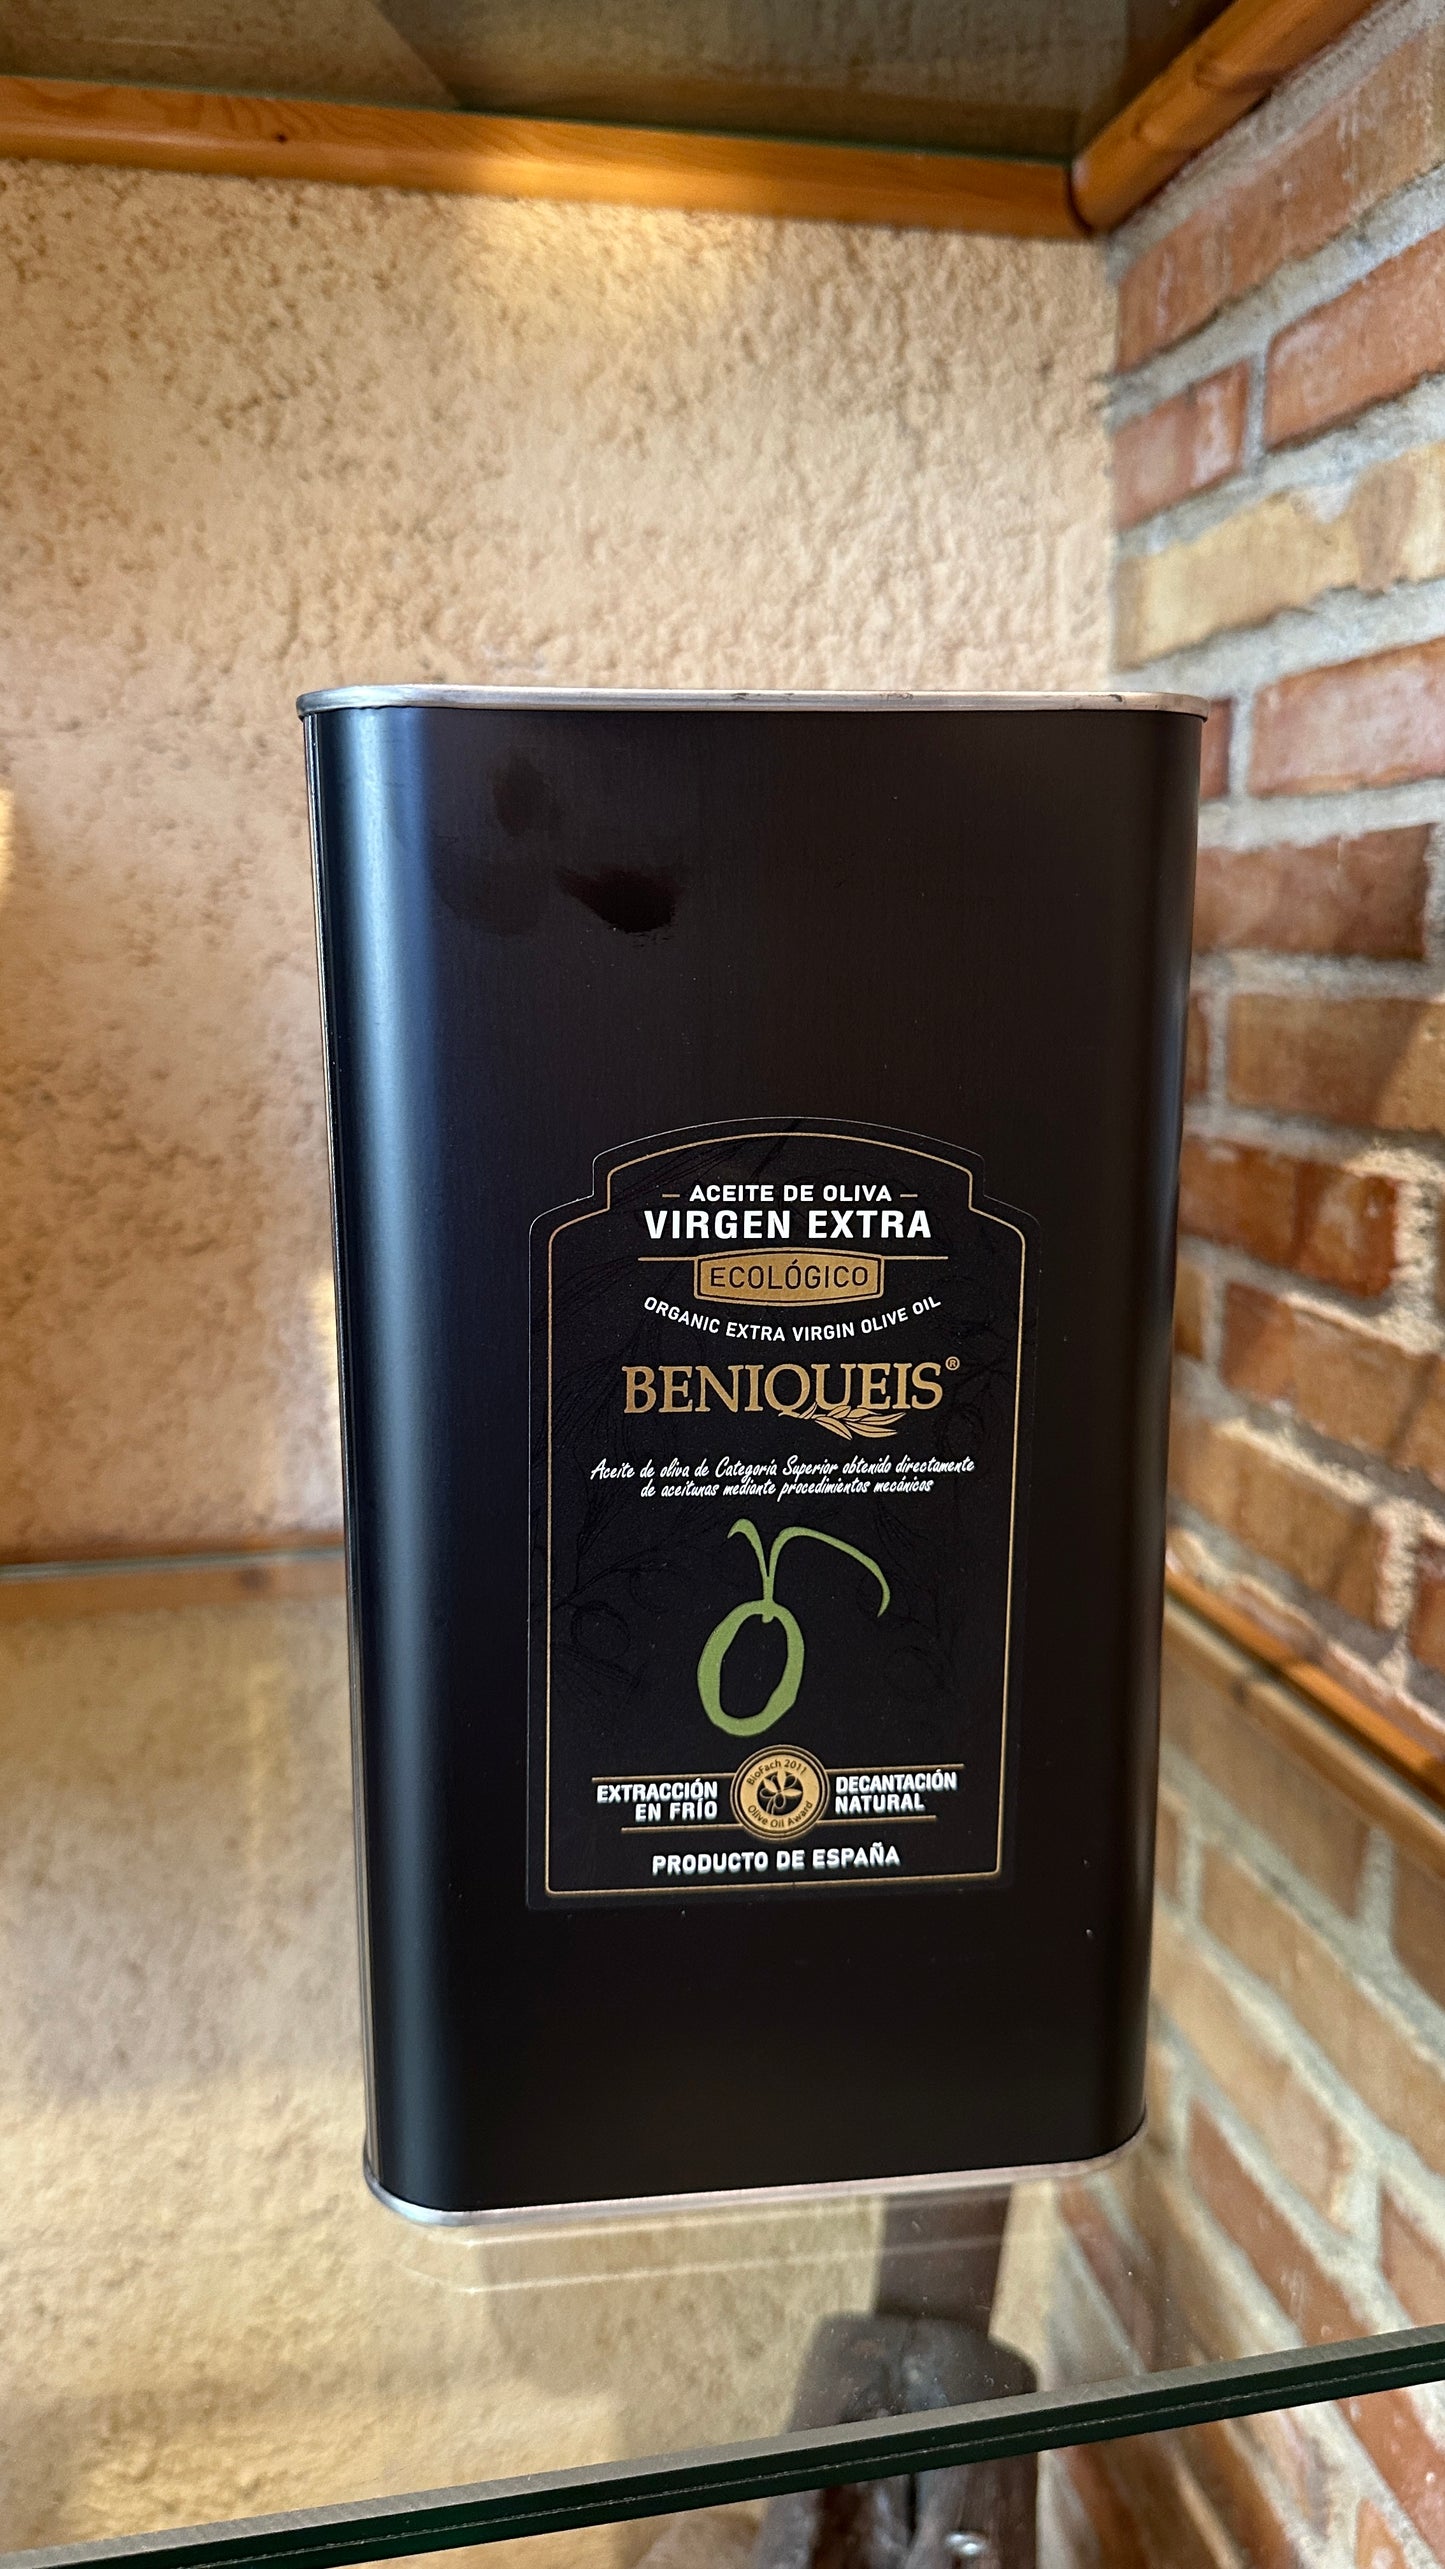 ACEITE DE OLIVA
VIRGEN EXTRA
ECOLÓGICO
ORGANIC EXTRA VIRGIN OLIVE OIL
BENIQUEIS®
Aceite de oliva de Categoría Superior obtenido directamente
de aceitunas mediante procedimientos mecánicos
EXTRACCIÓN
EN FRÍO
BioFach 2011
Olive Oil Award
DECANTACIÓN
NATURAL
PRODUCTO DE ESPAÑA